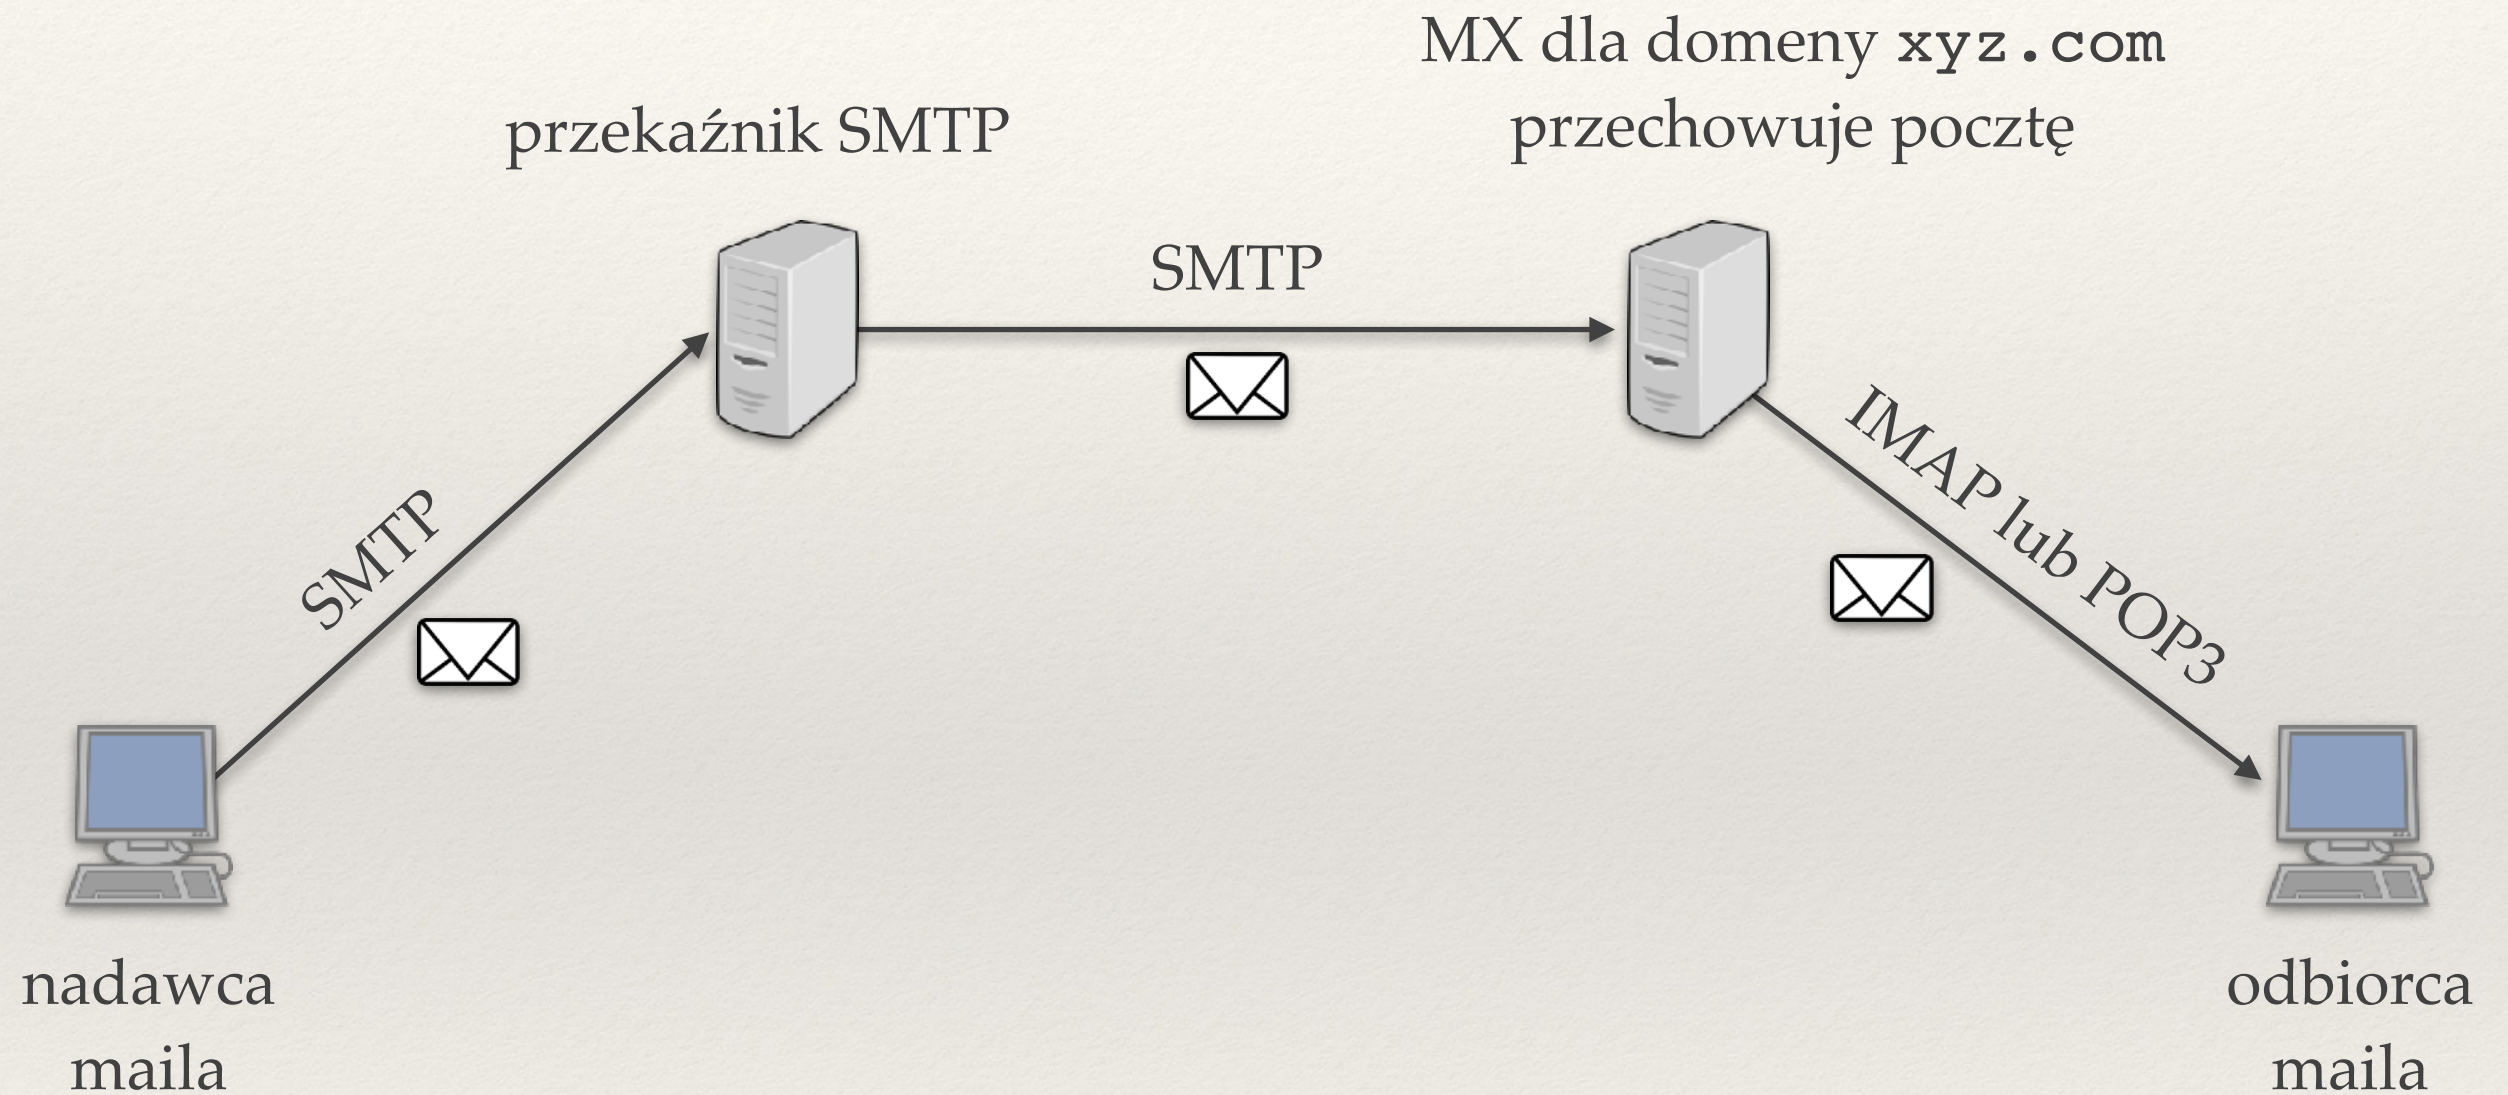 MX dla domeny xyz.com
przechowuje pocztę
przekaźnik SMTP
SMTP
SMTP
IMAP lub POP3
nadawca
maila
odbiorca
maila